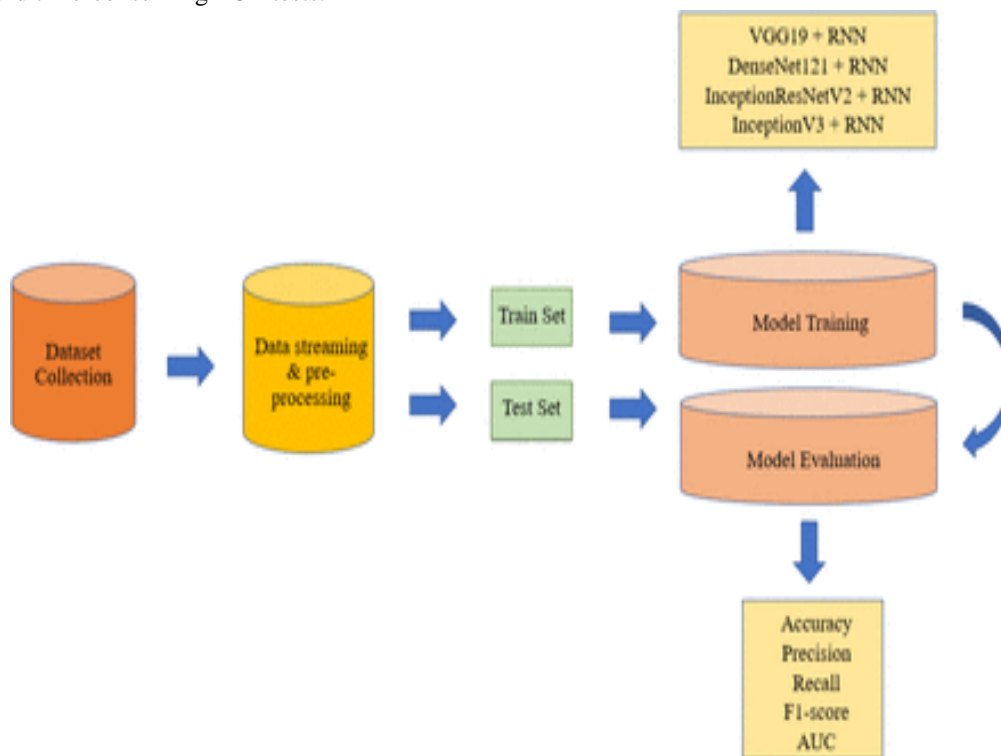 VGG19 + RNN
DenseNet121 + RNN
InceptionResNetV2 + RNN
InceptionV3 + RNN
Dataset
Collection
Data streaming
& pre-
processing
Train Set
Test Set
Model Training
Model Evaluation
Accuracy
Precision
Recall
F1-score
AUC